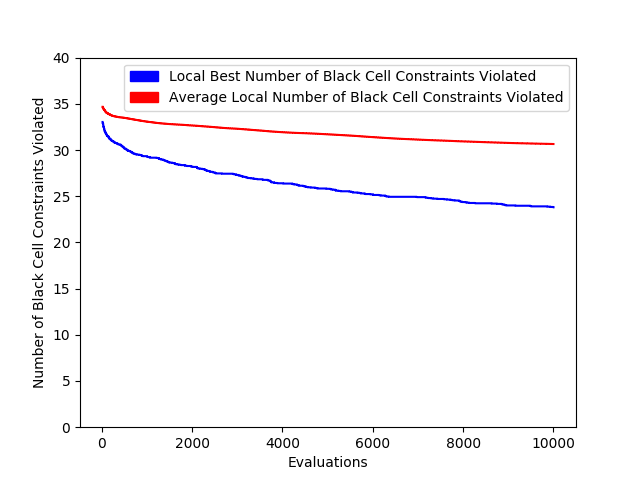 40
35
30
25
20
15
10
5
0
Number of Black Cell Constraints Violated
Local Best Number of Black Cell Constraints Violated
Average Local Number of Black Cell Constraints Violated
0 2000 4000 6000 8000 10000
Evaluations